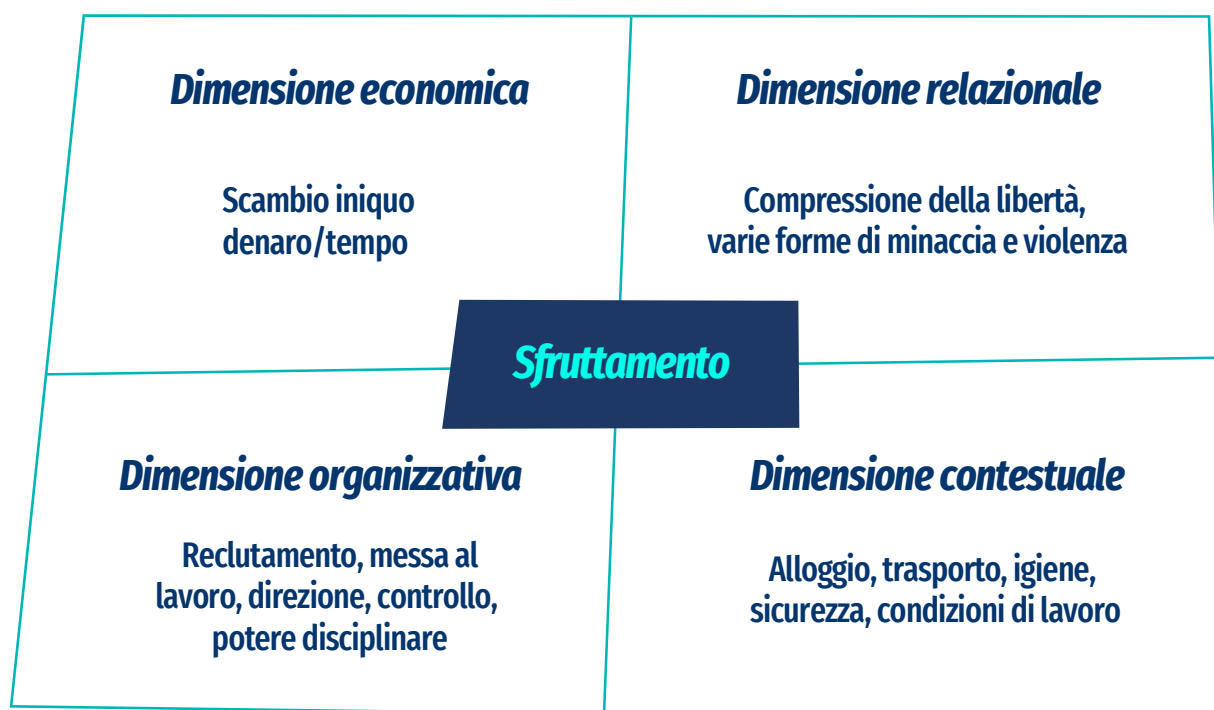 Dimensione economica
Scambio iniquo
denaro/tempo
Dimensione relazionale
Compressione della libertà,
varie forme di minaccia e violenza
Sfruttamento
Dimensione organizzativa
Reclutamento, messa al
lavoro, direzione, controllo,
potere disciplinare
Dimensione contestuale
Alloggio, trasporto, igiene,
sicurezza, condizioni di lavoro